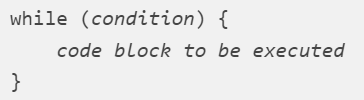 while (condition) {
    code block to be executed
}